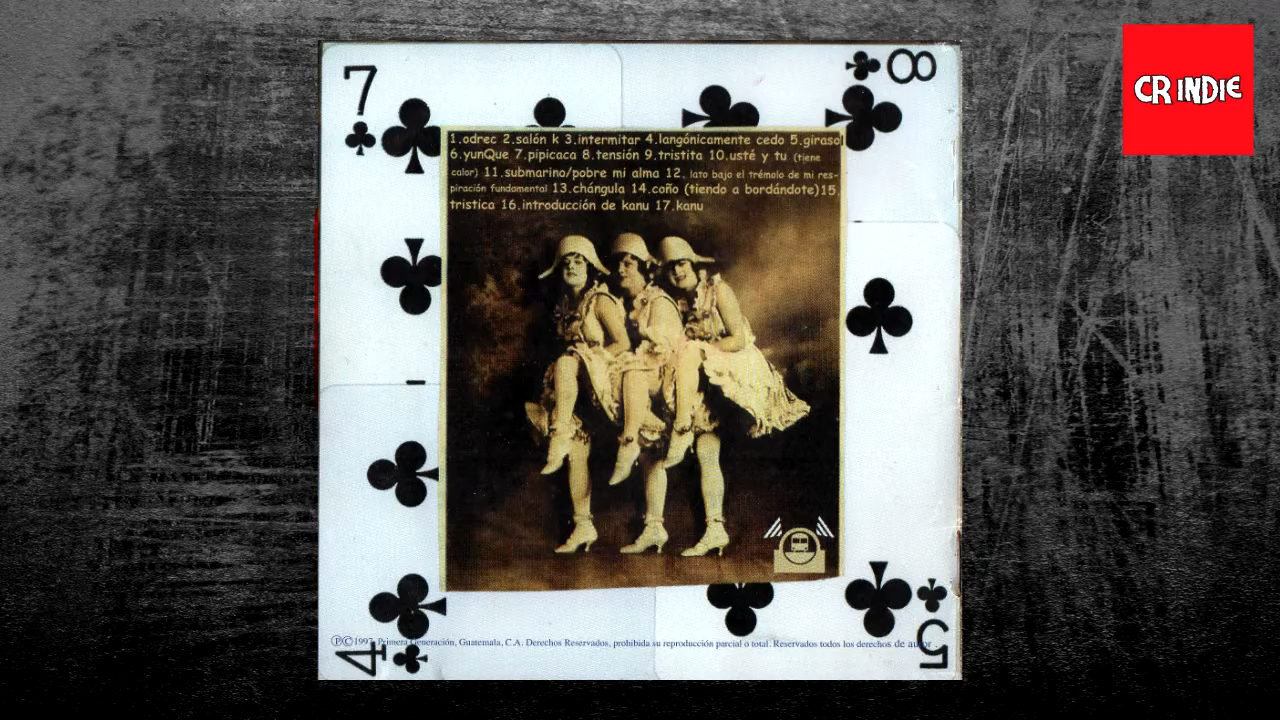 7
8
CR INDIE
1.odrec 2.salón k 3.intermitar 4.langónicamente cedo 5.girasol
6.yunQue 7.pipicaca 8.tensión 9.tristita 10.usté y tu (tiene
calor) 11.submarino/pobre mi alma 12. lato bajo el trémolo de mi res-
piración fundamental 13.chángula 14.coño (tiendo a bordándote)15.
tristica 16.introducción de kanu 17.kanu
ⓅⒸ1997, Primera Generación, Guatemala, C.A. Derechos Reservados, prohibida su reproducción parcial o total. Reservados todos los derechos de autor.
4
5